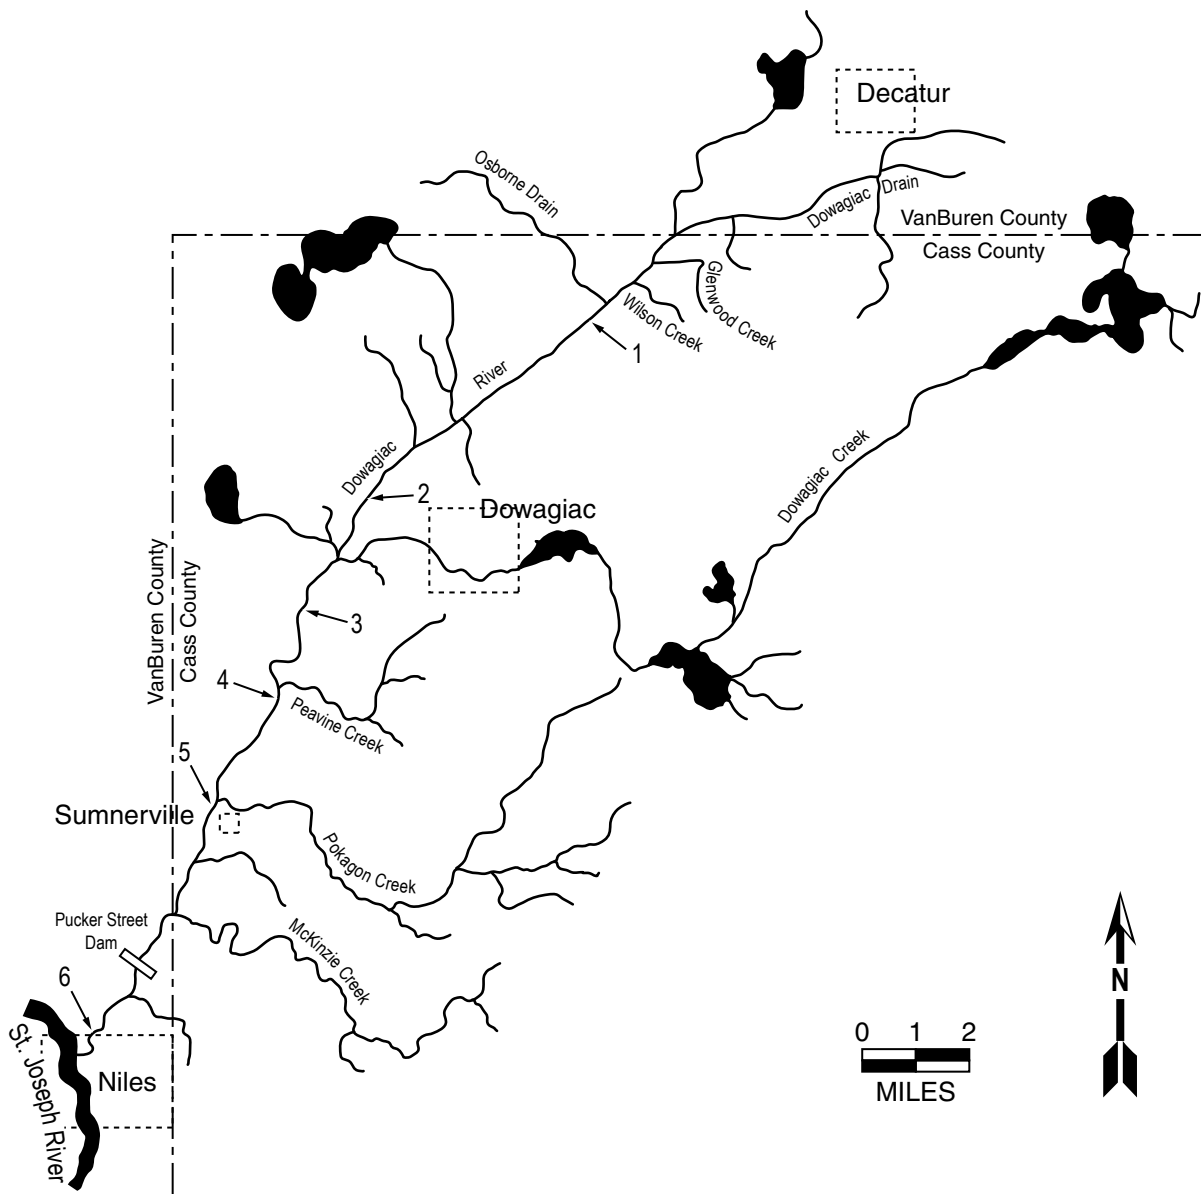 Decatur
Osborne Drain
Dowagiac Drain
VanBuren County
Cass County
Glenwood Creek
Wilson Creek
1
River
Dowagiac
2
Dowagiac
Dowagiac Creek
VanBuren County
Cass County
3
4
Peavine Creek
5
Sumnerville
Pokagon Creek
Pucker Street
Dam
McKinzie Creek
6
St. Joseph River
Niles
N
0 1 2
MILES